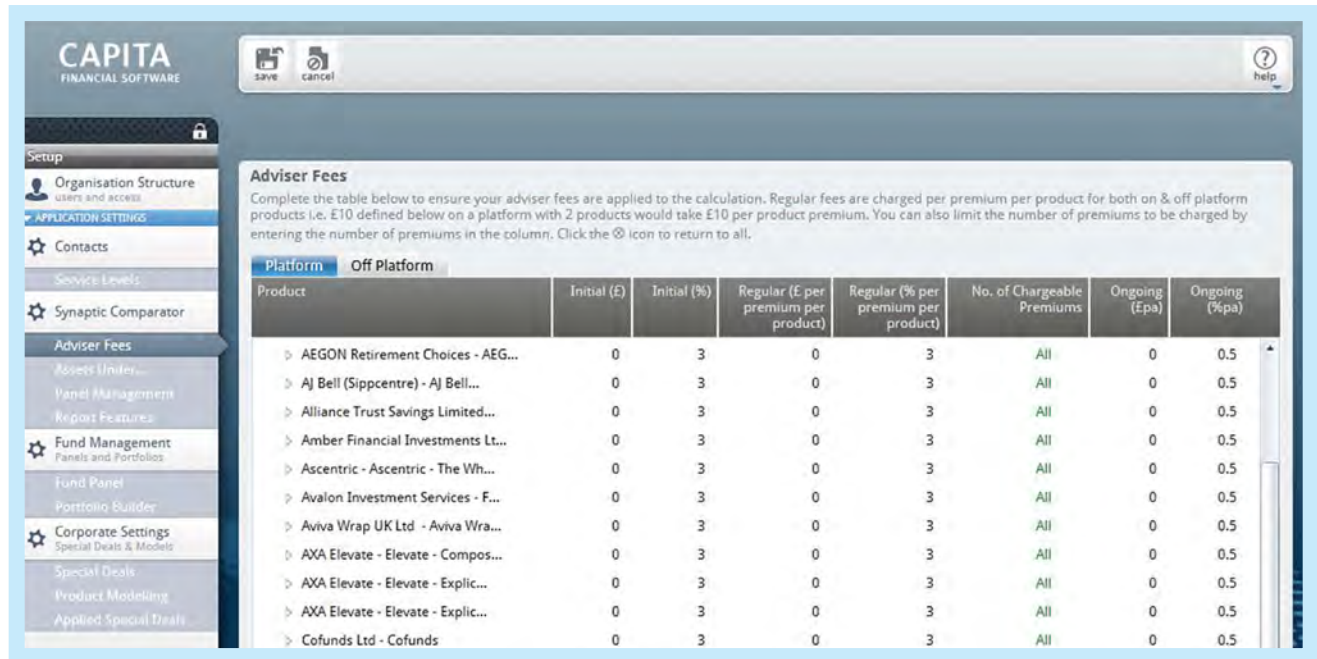 CAPITA
FINANCIAL SOFTWARE
save cancel
help
Setup
Organisation Structure
users and access
APPLICATION SETTINGS
Contacts
Service Levels
Synaptic Comparator
Adviser Fees
Assets Under...
Panel Management
Report Features
Fund Management
Panels and Portfolios
Fund Panel
Portfolio Builder
Corporate Settings
Special Deals & Models
Special Deals
Product Modelling
Applied Special Deals
Adviser Fees
Complete the table below to ensure your adviser fees are applied to the calculation. Regular fees are charged per premium per product for both on & off platform
products i.e. £10 defined below on a platform with 2 products would take £10 per product premium. You can also limit the number of premiums to be charged by
entering the number of premiums in the column. Click the ⊗ icon to return to all.
Platform Off Platform
Product Initial (£) Initial (%) Regular (£ per premium per product) Regular (% per premium per product) No. of Chargeable Premiums Ongoing (£pa) Ongoing (%pa)
AEGON Retirement Choices - AEG... 0 3 0 3 All 0 0.5
AJ Bell (Sippcentre) - AJ Bell... 0 3 0 3 All 0 0.5
Alliance Trust Savings Limited... 0 3 0 3 All 0 0.5
Amber Financial Investments Lt... 0 3 0 3 All 0 0.5
Ascentric - Ascentric - The Wh... 0 3 0 3 All 0 0.5
Avalon Investment Services - F... 0 3 0 3 All 0 0.5
Aviva Wrap UK Ltd - Aviva Wra... 0 3 0 3 All 0 0.5
AXA Elevate - Elevate - Compos... 0 3 0 3 All 0 0.5
AXA Elevate - Elevate - Explic... 0 3 0 3 All 0 0.5
AXA Elevate - Elevate - Explic... 0 3 0 3 All 0 0.5
Cofunds Ltd - Cofunds 0 3 0 3 All 0 0.5